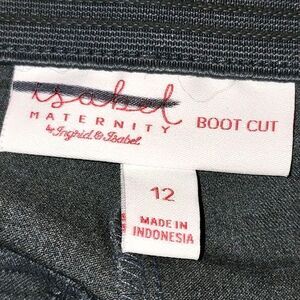 isabel
MATERNITY BOOT CUT
by Ingrid & Isabel
12
MADE IN
INDONESIA